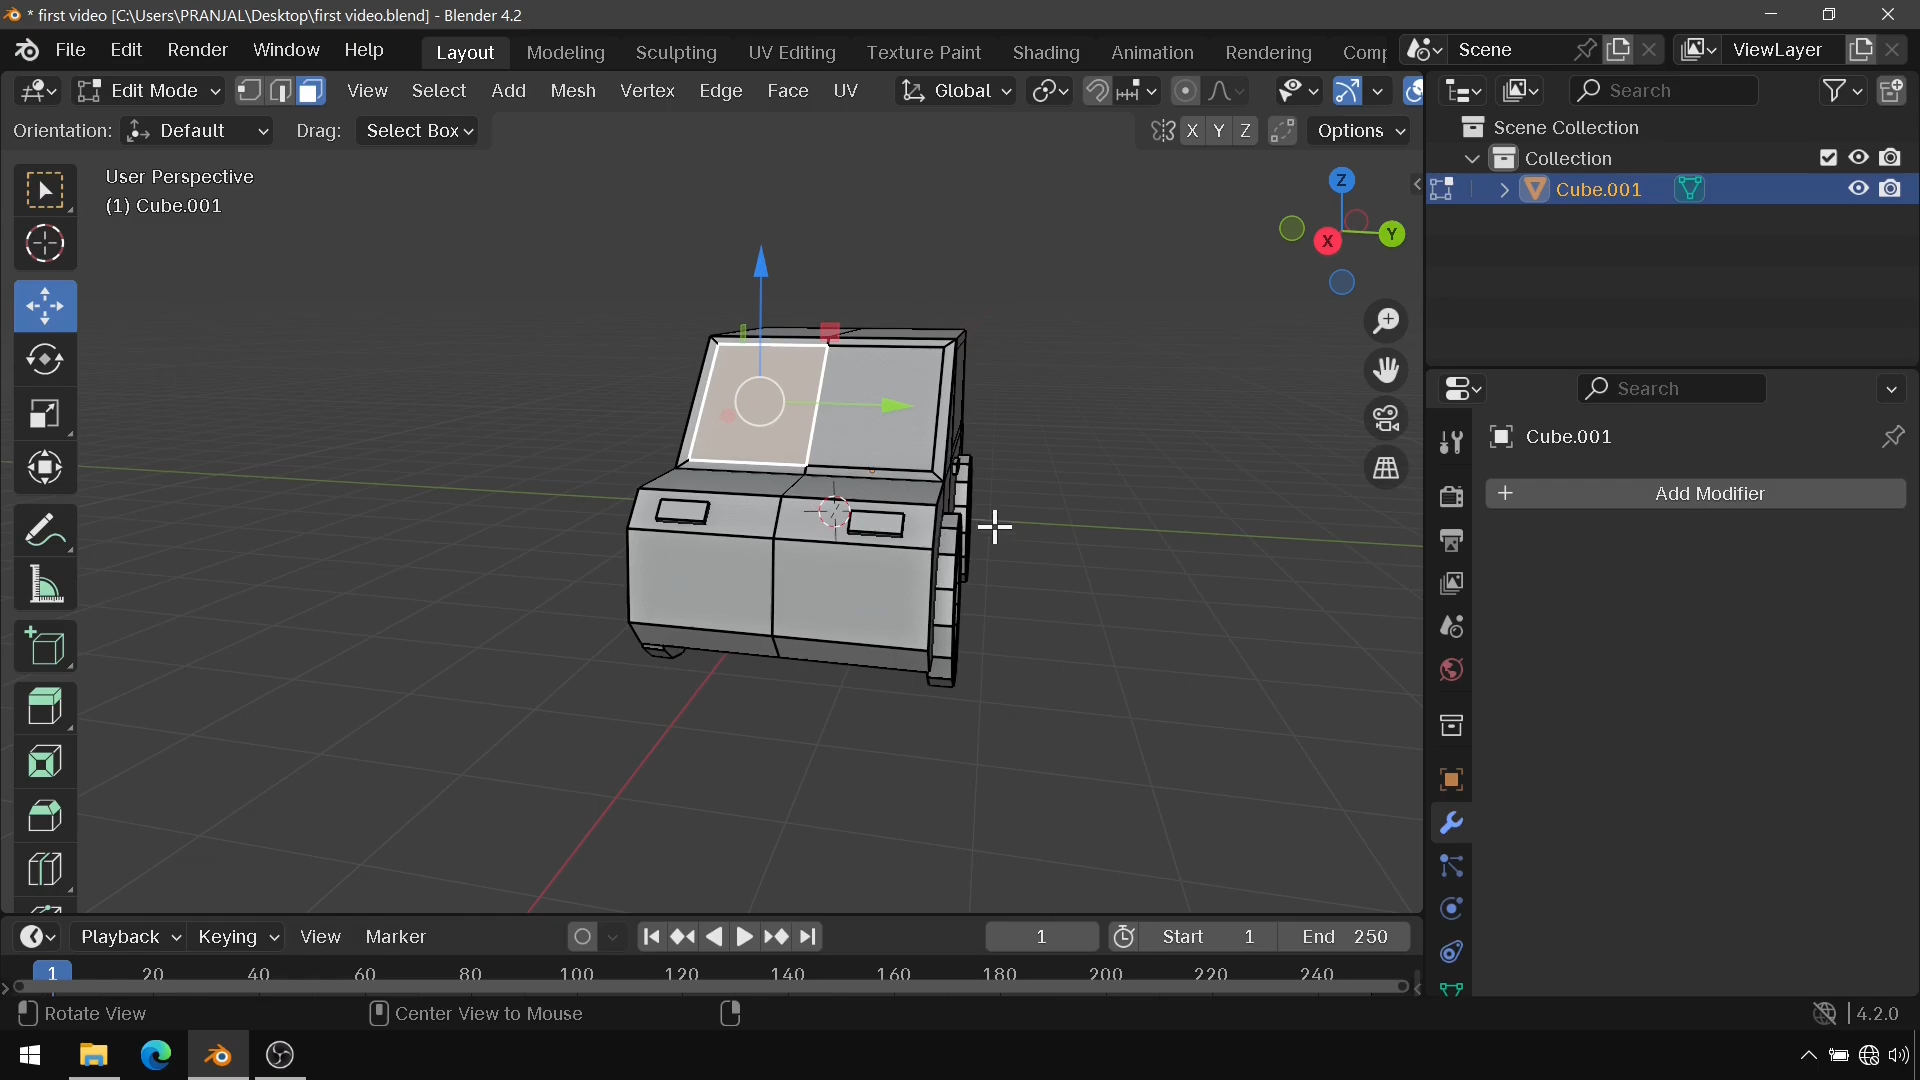 * first video [C:\Users\PRANJAL\Desktop\first video.blend] - Blender 4.2
File Edit Render Window Help Layout Modeling Sculpting UV Editing Texture Paint Shading Animation Rendering Comp Scene ViewLayer
Edit Mode View Select Add Mesh Vertex Edge Face UV Global Search
Orientation: Default Drag: Select Box X Y Z Options
Scene Collection
Collection
Cube.001
User Perspective
(1) Cube.001
Z
Y
X
Search
Cube.001
+ Add Modifier
Playback Keying View Marker 1 Start 1 End 250
1 20 40 60 80 100 120 140 160 180 200 220 240
Rotate View Center View to Mouse 4.2.0